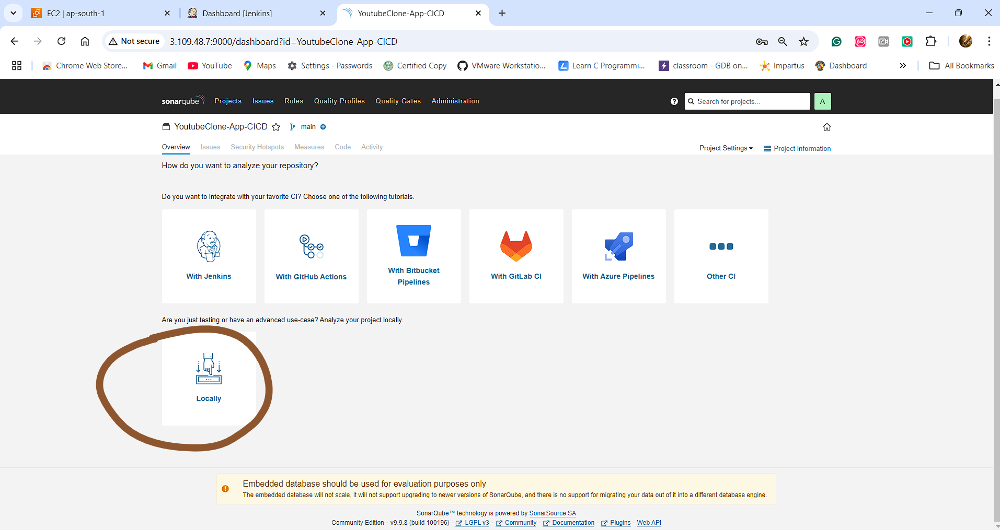 EC2 | ap-south-1
Dashboard [Jenkins]
YoutubeClone-App-CICD
Not secure
3.109.48.7:9000/dashboard?id=YoutubeClone-App-CICD
Chrome Web Store...
Gmail
YouTube
Maps
Settings - Passwords
Certified Copy
VMware Workstatio...
Learn C Programmi...
classroom - GDB on...
Impartus
Dashboard
All Bookmarks
sonarqube
Projects
Issues
Rules
Quality Profiles
Quality Gates
Administration
Search for projects...
A
YoutubeClone-App-CICD
main
Overview
Issues
Security Hotspots
Measures
Code
Activity
Project Settings
Project Information
How do you want to analyze your repository?
Do you want to integrate with your favorite CI? Choose one of the following tutorials.
With Jenkins
With GitHub Actions
With Bitbucket
Pipelines
With GitLab CI
With Azure Pipelines
Other CI
Are you just testing or have an advanced use-case? Analyze your project locally.
Locally
Embedded database should be used for evaluation purposes only
The embedded database will not scale, it will not support upgrading to newer versions of SonarQube, and there is no support for migrating your data out of it into a different database engine.
SonarQube™ technology is powered by SonarSource SA
Community Edition - v9.9.8 (build 100196) - LGPL v3 - Community - Documentation - Plugins - Web API